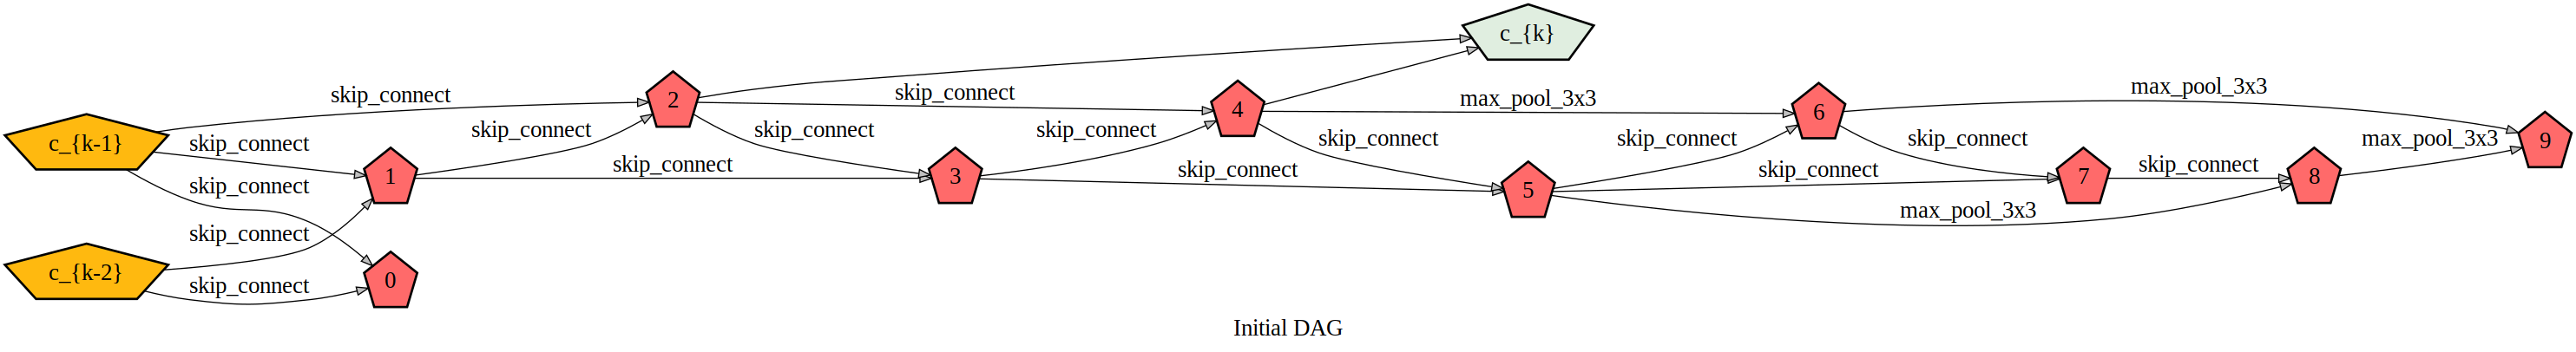 c_{k}
skip_connect
max_pool_3x3
2
skip_connect
4
max_pool_3x3
6
max_pool_3x3
c_{k-1}
skip_connect
skip_connect
skip_connect
skip_connect
skip_connect
skip_connect
max_pool_3x3
9
1
skip_connect
3
skip_connect
5
skip_connect
7
skip_connect
8
skip_connect
skip_connect
max_pool_3x3
c_{k-2}
skip_connect
0
Initial DAG